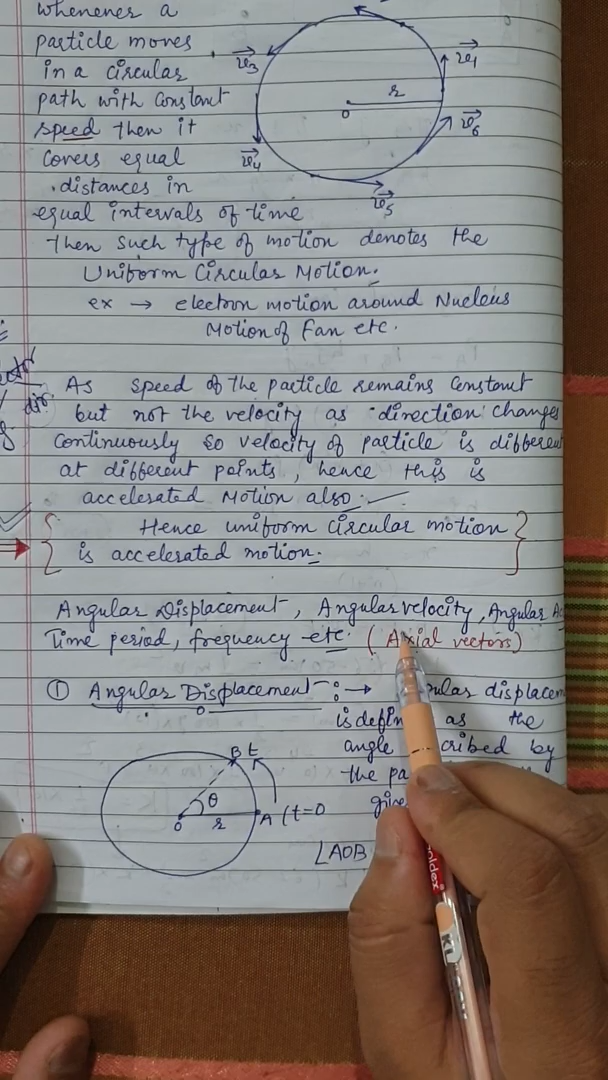 whenever a
particle moves
in a circular
path with constant
speed then it
covers equal
distances in
equal intervals of time
then such type of motion denotes the
Uniform Circular Motion.
ex → electron motion around Nucleus
Motion of Fan etc.
v₃
v₁
r
o
v₆
v₄
v₅
As speed of the particle remains constant
but not the velocity as direction changes
continuously so velocity of particle is different
at different points, hence this is
accelerated Motion also.
Hence uniform circular motion
is accelerated motion.
Angular Displacement, Angular velocity, Angular
Time period, frequency etc. (Axial vectors)
① Angular Displacement :→
is as the
angle by
the
B t
θ
o r A (t=0
∠AOB